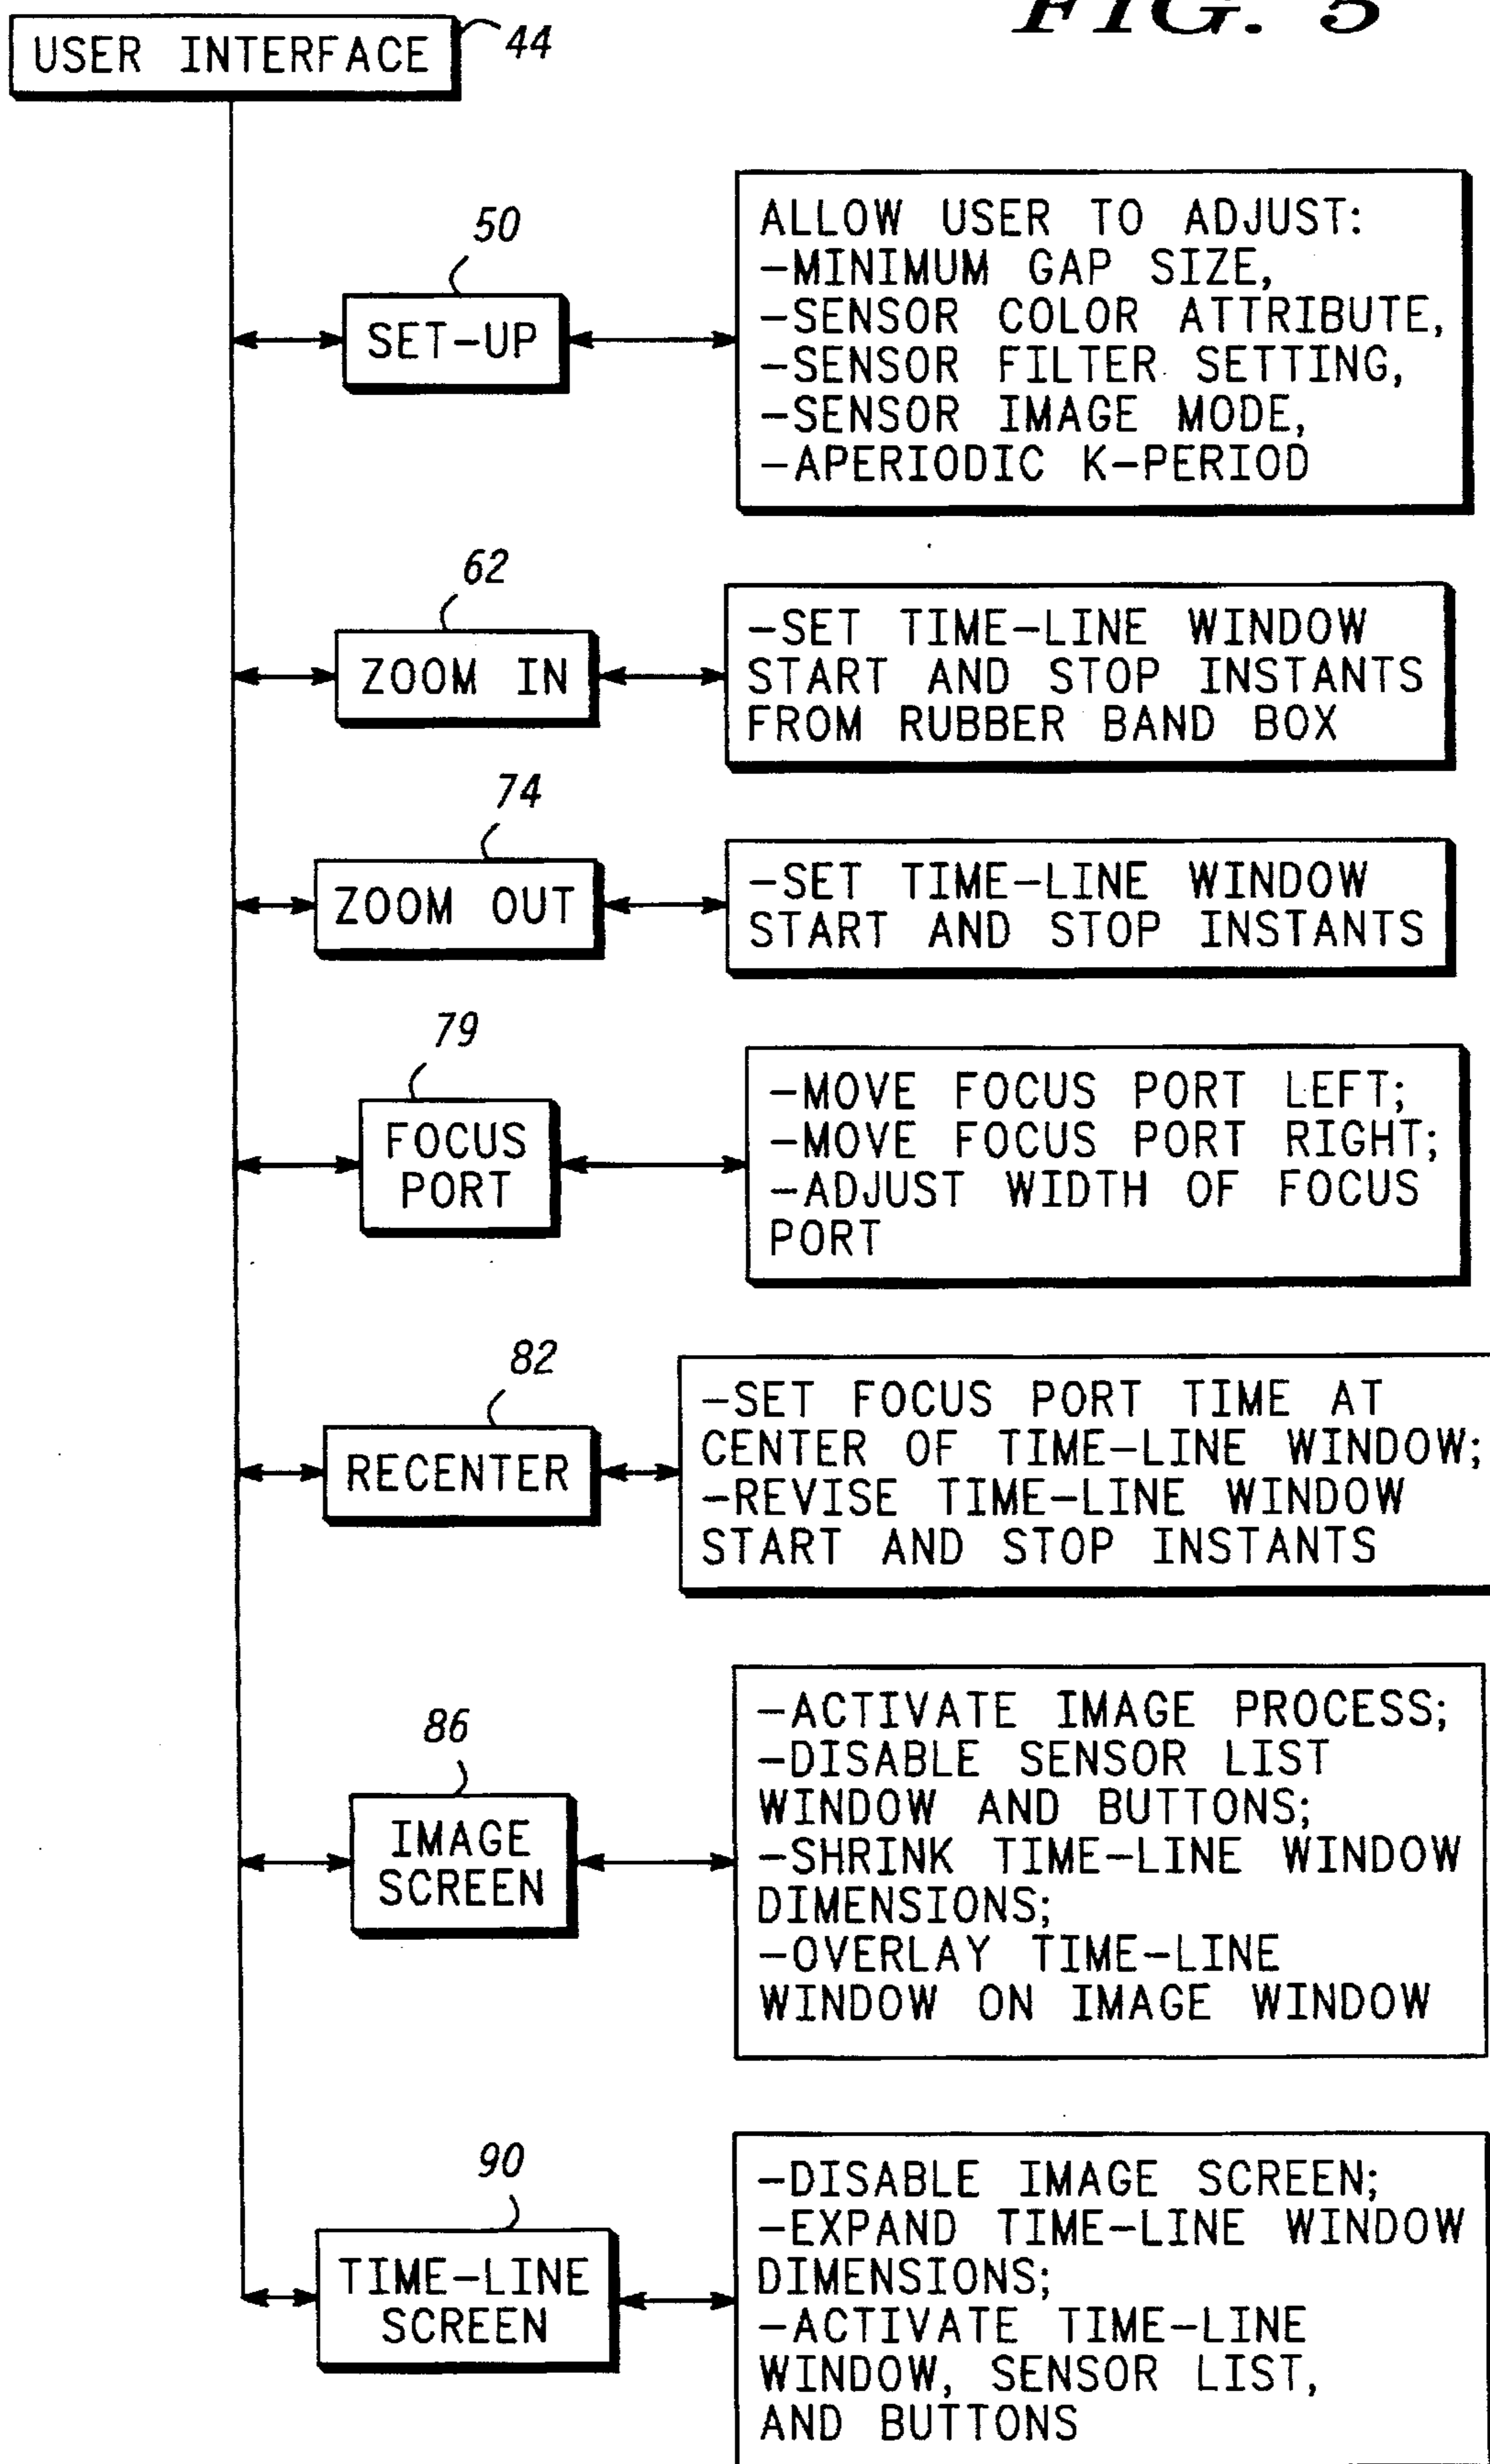 FIG. 5
USER INTERFACE
44
50
SET-UP
ALLOW USER TO ADJUST:
-MINIMUM GAP SIZE,
-SENSOR COLOR ATTRIBUTE,
-SENSOR FILTER SETTING,
-SENSOR IMAGE MODE,
-APERIODIC K-PERIOD
62
ZOOM IN
-SET TIME-LINE WINDOW
START AND STOP INSTANTS
FROM RUBBER BAND BOX
74
ZOOM OUT
-SET TIME-LINE WINDOW
START AND STOP INSTANTS
79
FOCUS
PORT
-MOVE FOCUS PORT LEFT;
-MOVE FOCUS PORT RIGHT;
-ADJUST WIDTH OF FOCUS
PORT
82
RECENTER
-SET FOCUS PORT TIME AT
CENTER OF TIME-LINE WINDOW;
-REVISE TIME-LINE WINDOW
START AND STOP INSTANTS
86
IMAGE
SCREEN
-ACTIVATE IMAGE PROCESS;
-DISABLE SENSOR LIST
WINDOW AND BUTTONS;
-SHRINK TIME-LINE WINDOW
DIMENSIONS;
-OVERLAY TIME-LINE
WINDOW ON IMAGE WINDOW
90
TIME-LINE
SCREEN
-DISABLE IMAGE SCREEN;
-EXPAND TIME-LINE WINDOW
DIMENSIONS;
-ACTIVATE TIME-LINE
WINDOW, SENSOR LIST,
AND BUTTONS